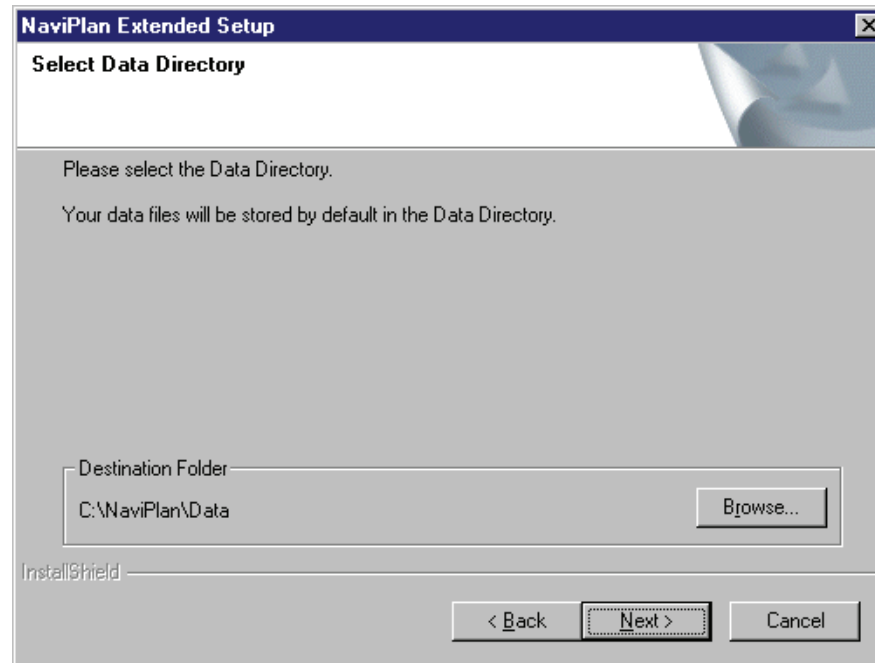 NaviPlan Extended Setup
Select Data Directory
Please select the Data Directory.
Your data files will be stored by default in the Data Directory.
Destination Folder
C:\NaviPlan\Data
Browse...
InstallShield
< Back
Next >
Cancel